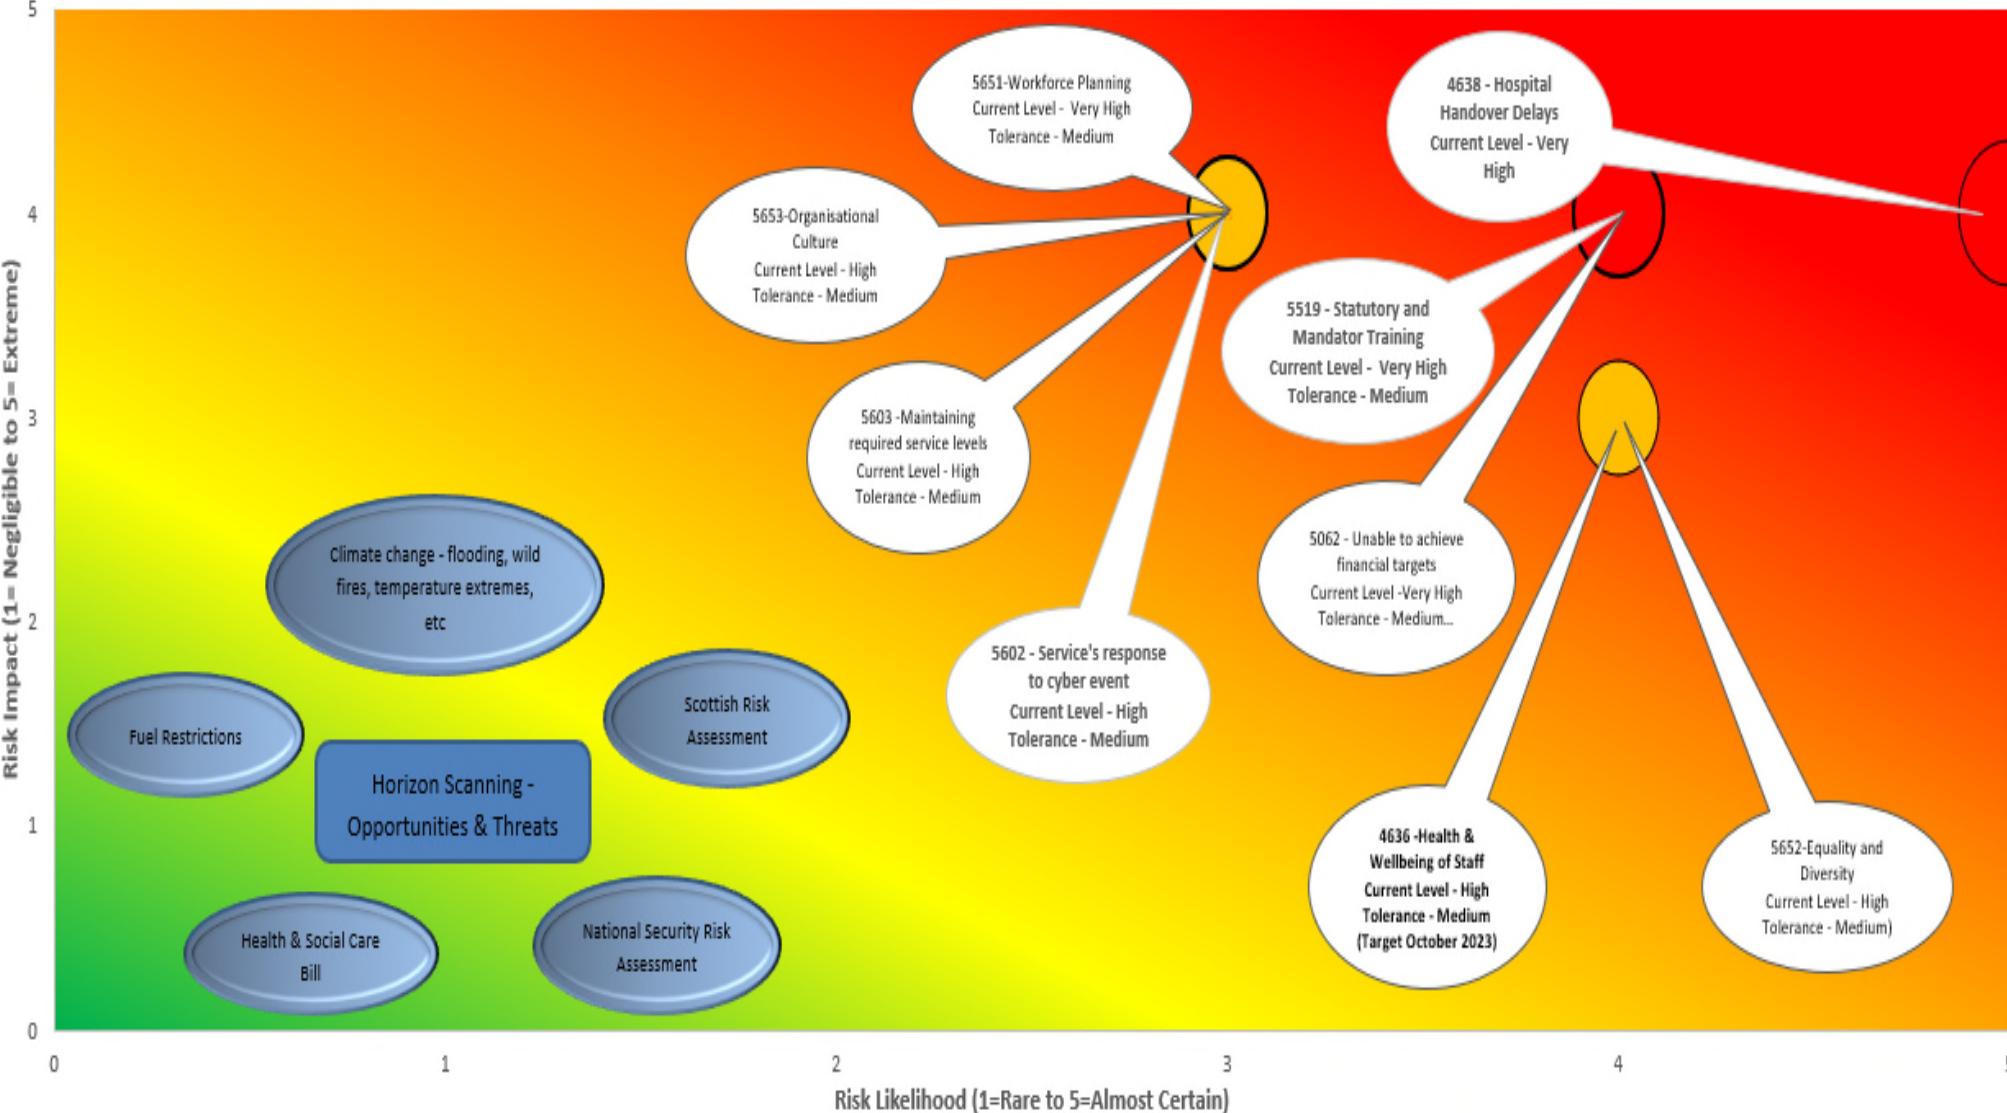 Risk Impact (1= Negligible to 5= Extreme)
5
4
3
2
1
0
5651-Workforce Planning
Current Level - Very High
Tolerance - Medium
4638 - Hospital
Handover Delays
Current Level - Very
High
5653-Organisational
Culture
Current Level - High
Tolerance - Medium
5519 - Statutory and
Mandator Training
Current Level - Very High
Tolerance - Medium
5603 -Maintaining
required service levels
Current Level - High
Tolerance - Medium
5062 - Unable to achieve
financial targets
Current Level -Very High
Tolerance - Medium...
Climate change - flooding, wild
fires, temperature extremes,
etc
5602 - Service's response
to cyber event
Current Level - High
Tolerance - Medium
Scottish Risk
Assessment
Fuel Restrictions
Horizon Scanning -
Opportunities & Threats
4636 -Health &
Wellbeing of Staff
Current Level - High
Tolerance - Medium
(Target October 2023)
5652-Equality and
Diversity
Current Level - High
Tolerance - Medium)
Health & Social Care
Bill
National Security Risk
Assessment
0
1
2
3
4
Risk Likelihood (1=Rare to 5=Almost Certain)